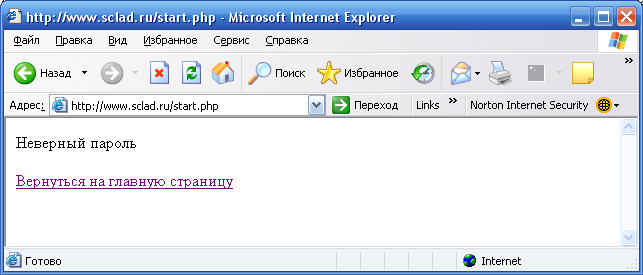 http://www.sclad.ru/start.php - Microsoft Internet Explorer
Файл Правка Вид Избранное Сервис Справка
Назад Поиск Избранное »
Адрес: http://www.sclad.ru/start.php Переход Links » Norton Internet Security
Неверный пароль
Вернуться на главную страницу
Готово Internet